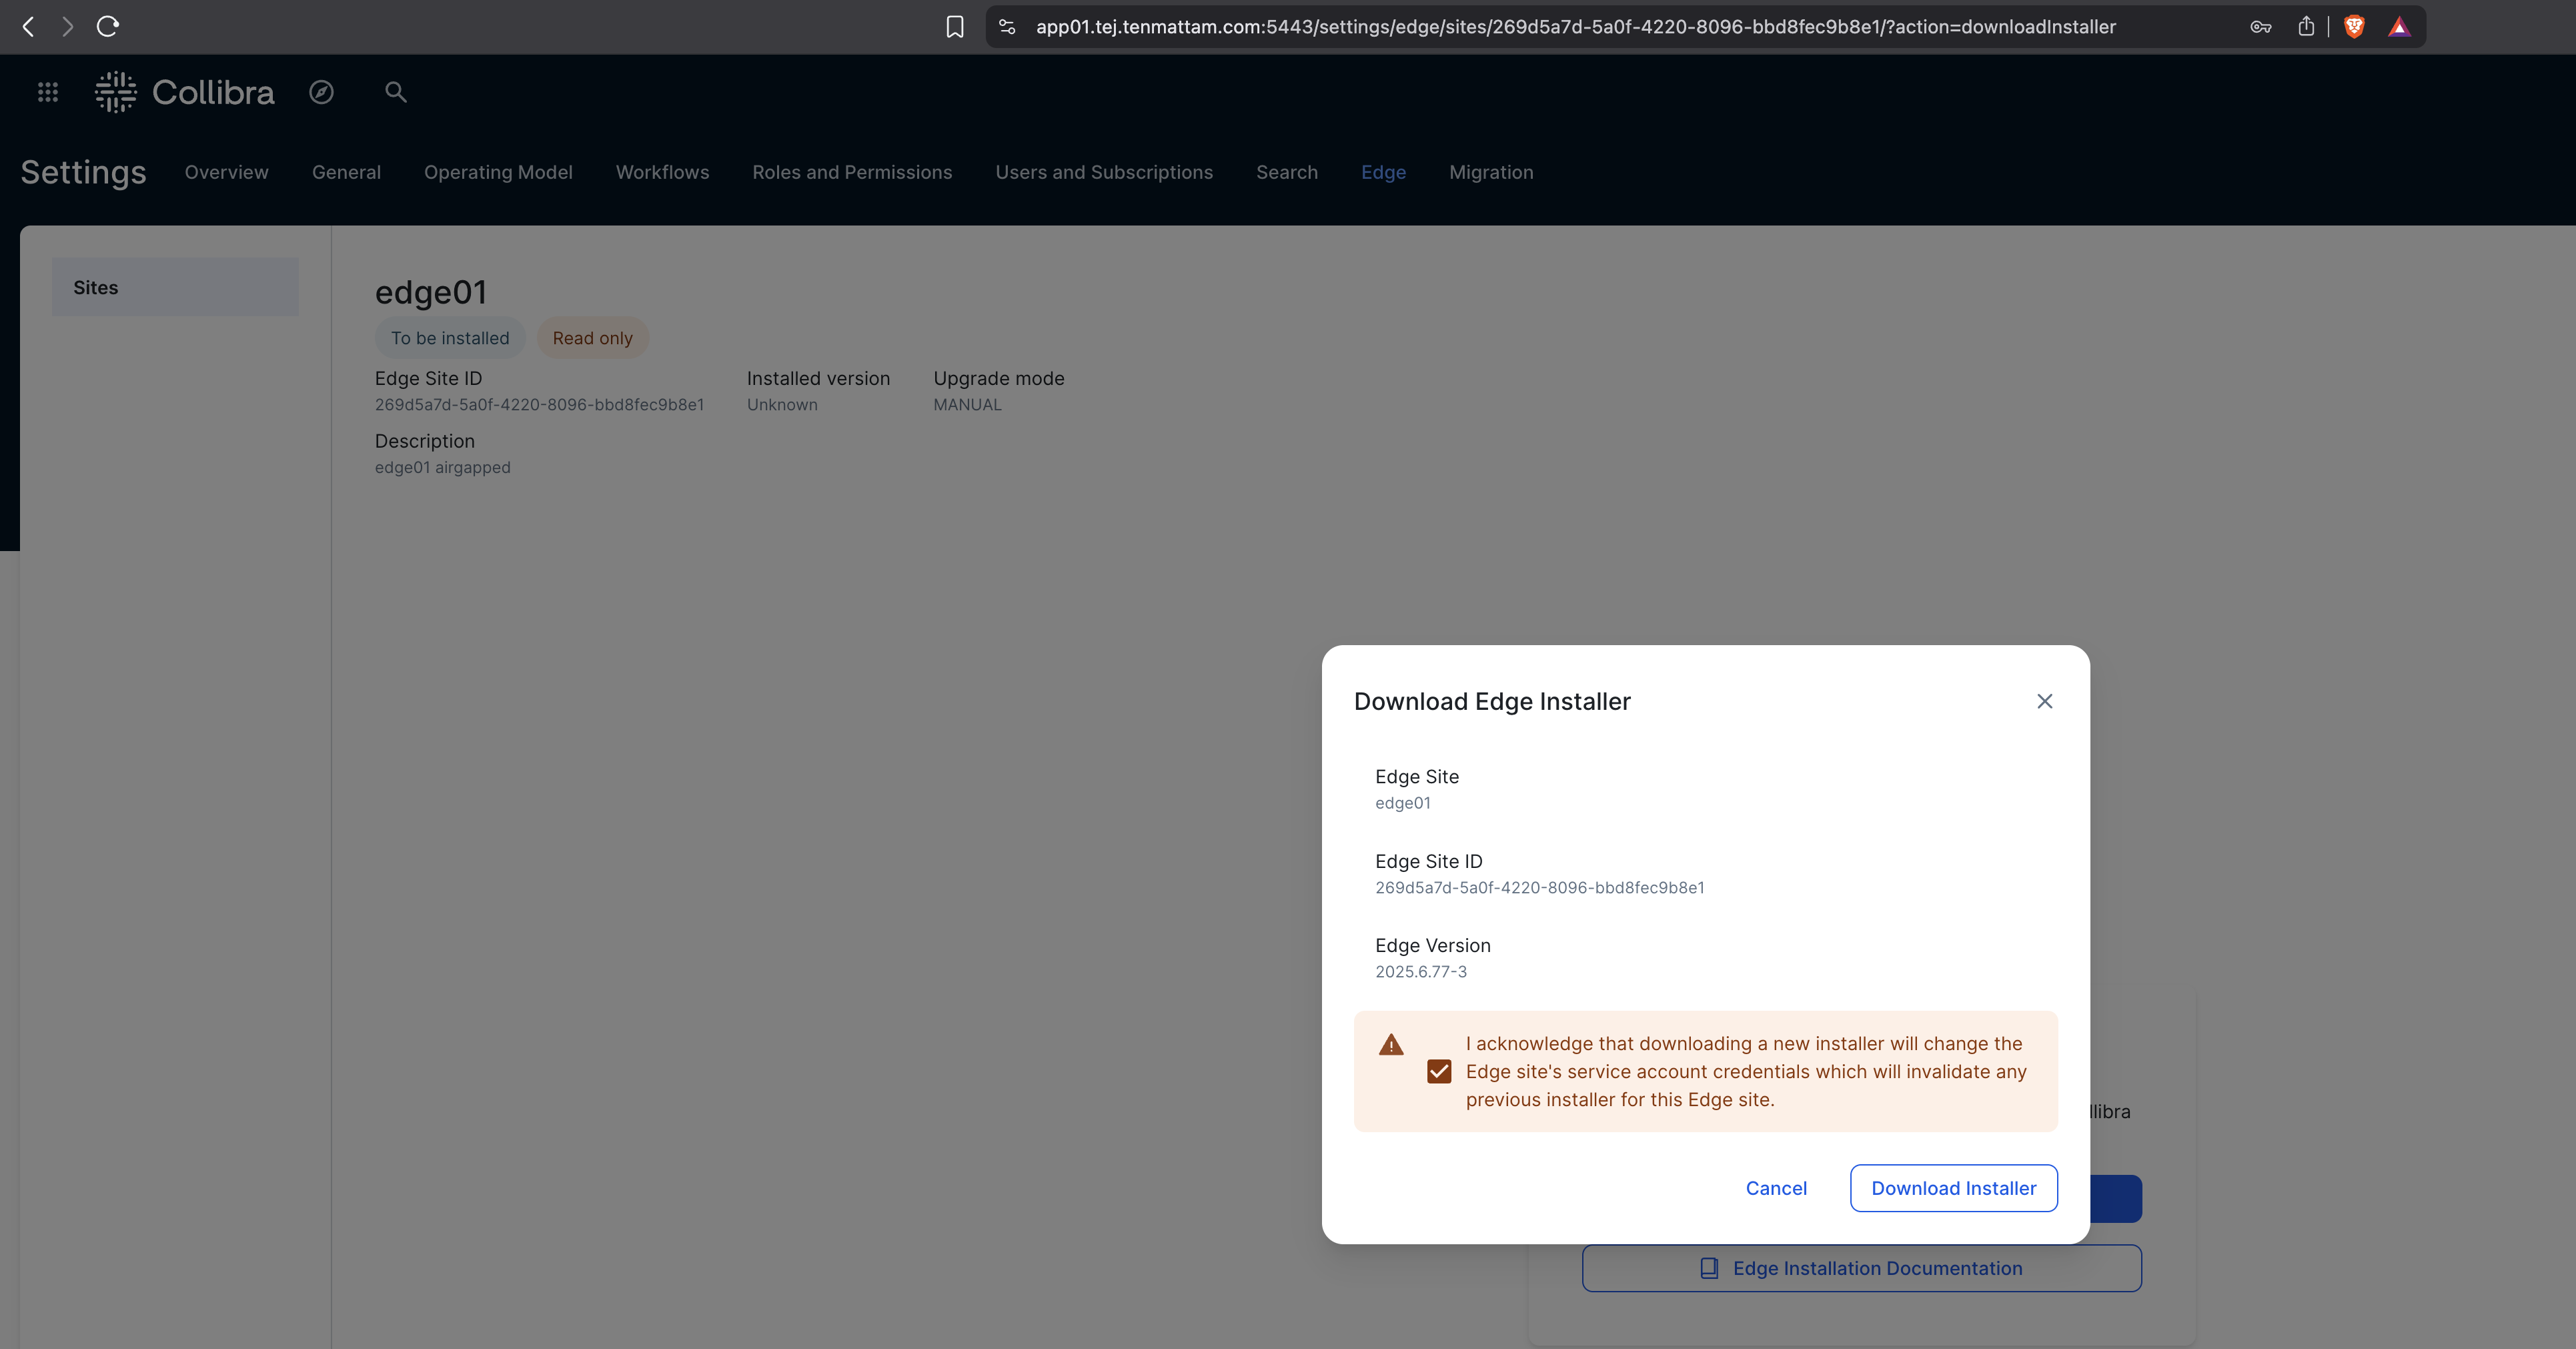 app01.tej.tenmattam.com:5443/settings/edge/sites/269d5a7d-5a0f-4220-8096-bbd8fec9b8e1/?action=downloadInstaller
Collibra
Settings
Overview
General
Operating Model
Workflows
Roles and Permissions
Users and Subscriptions
Search
Edge
Migration
Sites
edge01
To be installed
Read only
Edge Site ID
269d5a7d-5a0f-4220-8096-bbd8fec9b8e1
Installed version
Unknown
Upgrade mode
MANUAL
Description
edge01 airgapped
Download Edge Installer
Edge Site
edge01
Edge Site ID
269d5a7d-5a0f-4220-8096-bbd8fec9b8e1
Edge Version
2025.6.77-3
I acknowledge that downloading a new installer will change the
Edge site's service account credentials which will invalidate any
previous installer for this Edge site.
Cancel
Download Installer
Edge Installation Documentation